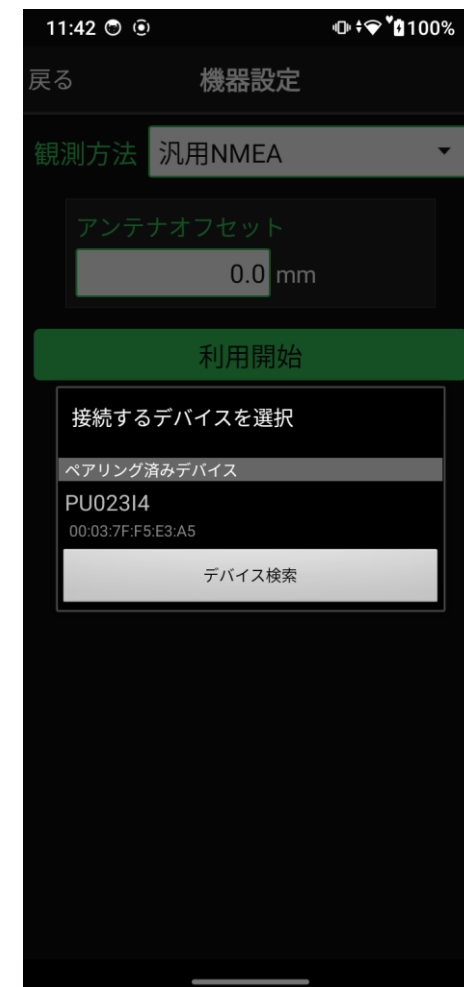 11:42 100%
戻る 機器設定
観測方法 汎用NMEA
アンテナオフセット
0.0 mm
利用開始
接続するデバイスを選択
ペアリング済みデバイス
PU023I4
00:03:7F:F5:E3:A5
デバイス検索